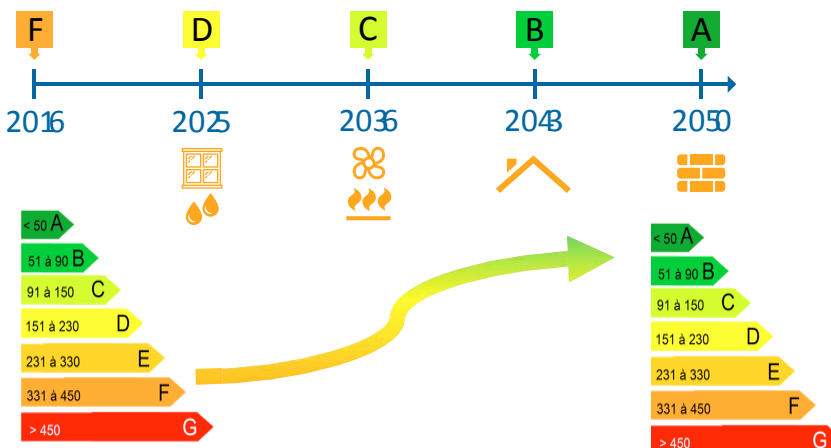 F D C B A
2016 2025 2036 2043 2050
< 50 A
51 à 90 B
91 à 150 C
151 à 230 D
231 à 330 E
331 à 450 F
> 450 G
< 50 A
51 à 90 B
91 à 150 C
151 à 230 D
231 à 330 E
331 à 450 F
> 450 G